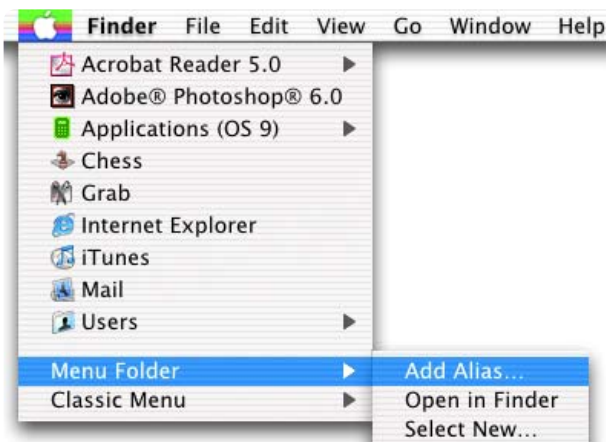 Finder File Edit View Go Window Help
Acrobat Reader 5.0
Adobe® Photoshop® 6.0
Applications (OS 9)
Chess
Grab
Internet Explorer
iTunes
Mail
Users
Menu Folder
Add Alias...
Classic Menu
Open in Finder
Select New...